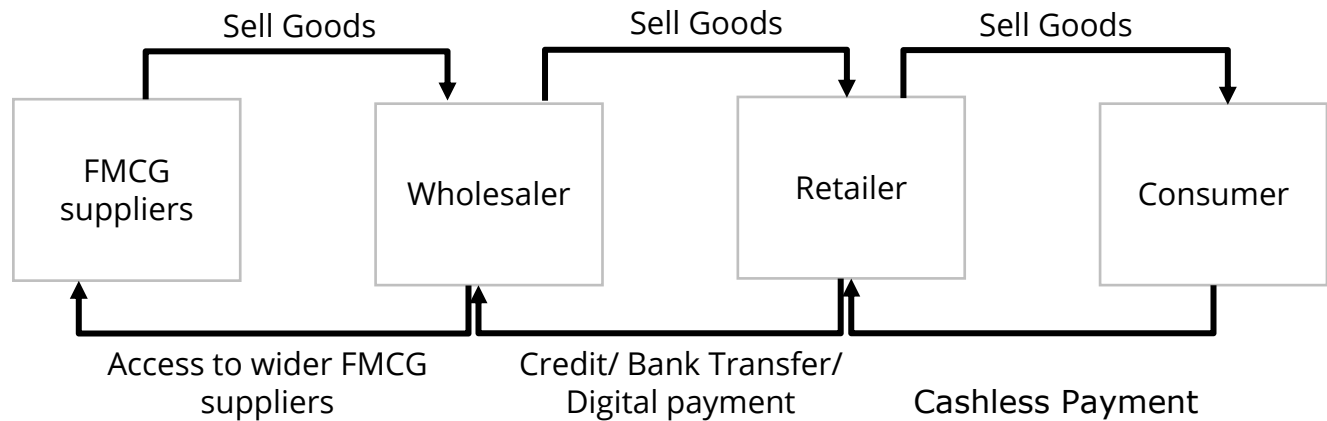 Sell Goods
Sell Goods
Sell Goods
FMCG
suppliers
Wholesaler
Retailer
Consumer
Access to wider FMCG
suppliers
Credit/ Bank Transfer/
Digital payment
Cashless Payment